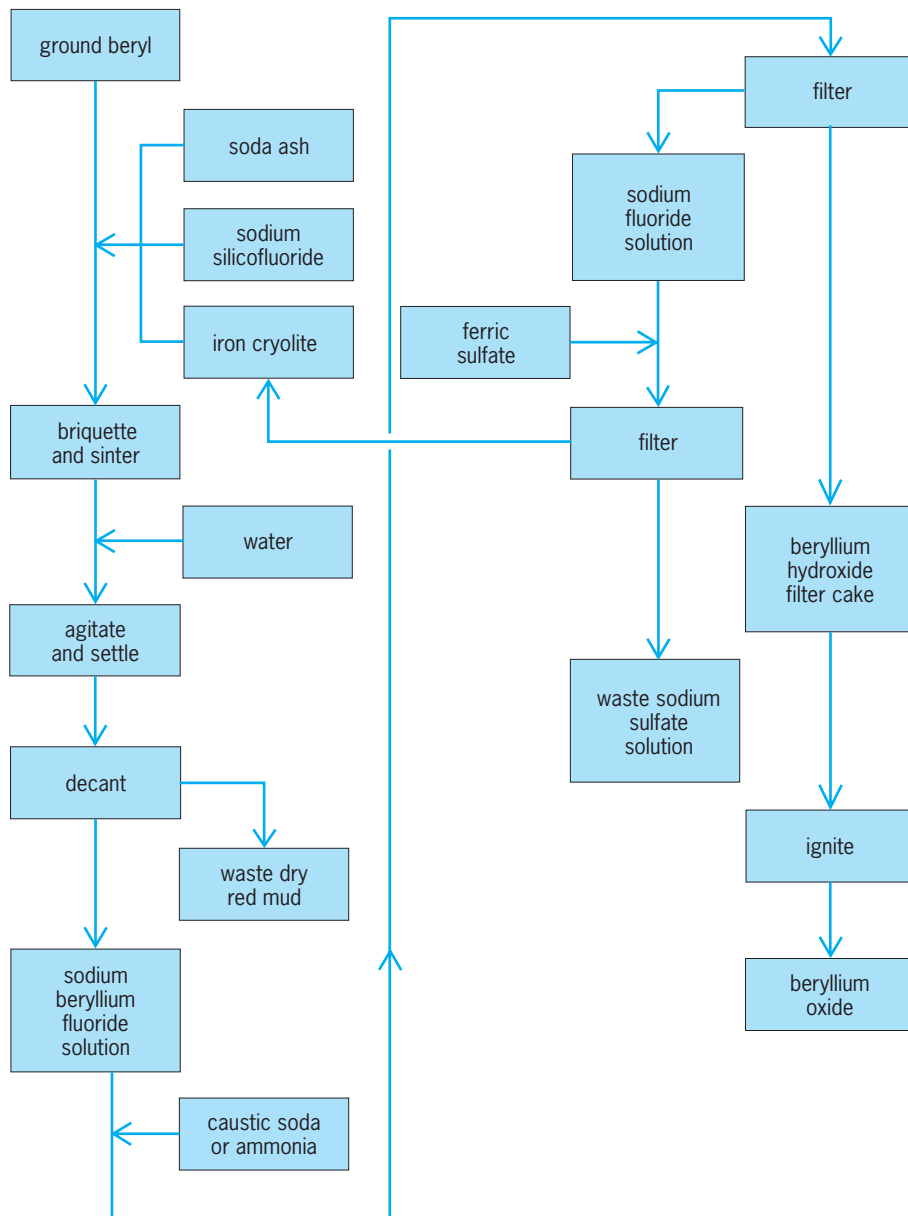 ground beryl
soda ash
sodium
silicofluoride
iron cryolite
briquette
and sinter
water
agitate
and settle
decant
waste dry
red mud
sodium
beryllium
fluoride
solution
caustic soda
or ammonia
filter
sodium
fluoride
solution
ferric
sulfate
filter
waste sodium
sulfate
solution
beryllium
hydroxide
filter cake
ignite
beryllium
oxide